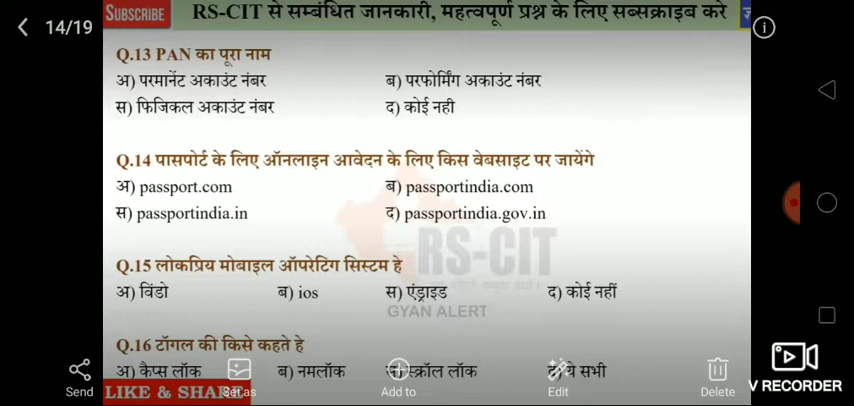 SUBSCRIBE RS-CIT से सम्बंधित जानकारी, महत्वपूर्ण प्रश्न के लिए सब्सक्राइब करे
14/19
Q.13 PAN का पूरा नाम
अ) परमानेंट अकाउंट नंबर ब) परफोर्मिंग अकाउंट नंबर
स) फिजिकल अकाउंट नंबर द) कोई नही
Q.14 पासपोर्ट के लिए ऑनलाइन आवेदन के लिए किस वेबसाइट पर जायेंगे
अ) passport.com ब) passportindia.com
स) passportindia.in द) passportindia.gov.in
RS-CIT
Q.15 लोकप्रिय मोबाइल ऑपरेटिंग सिस्टम हे
अ) विंडो ब) ios स) एंड्राइड द) कोई नहीं
GYAN ALERT
Q.16 टॉगल की किसे कहते हे
अ) कैप्स लॉक ब) नमलॉक स) स्क्रॉल लॉक द) ये सभी
LIKE & SHARE
Send Set as Add to Edit Delete
V RECORDER